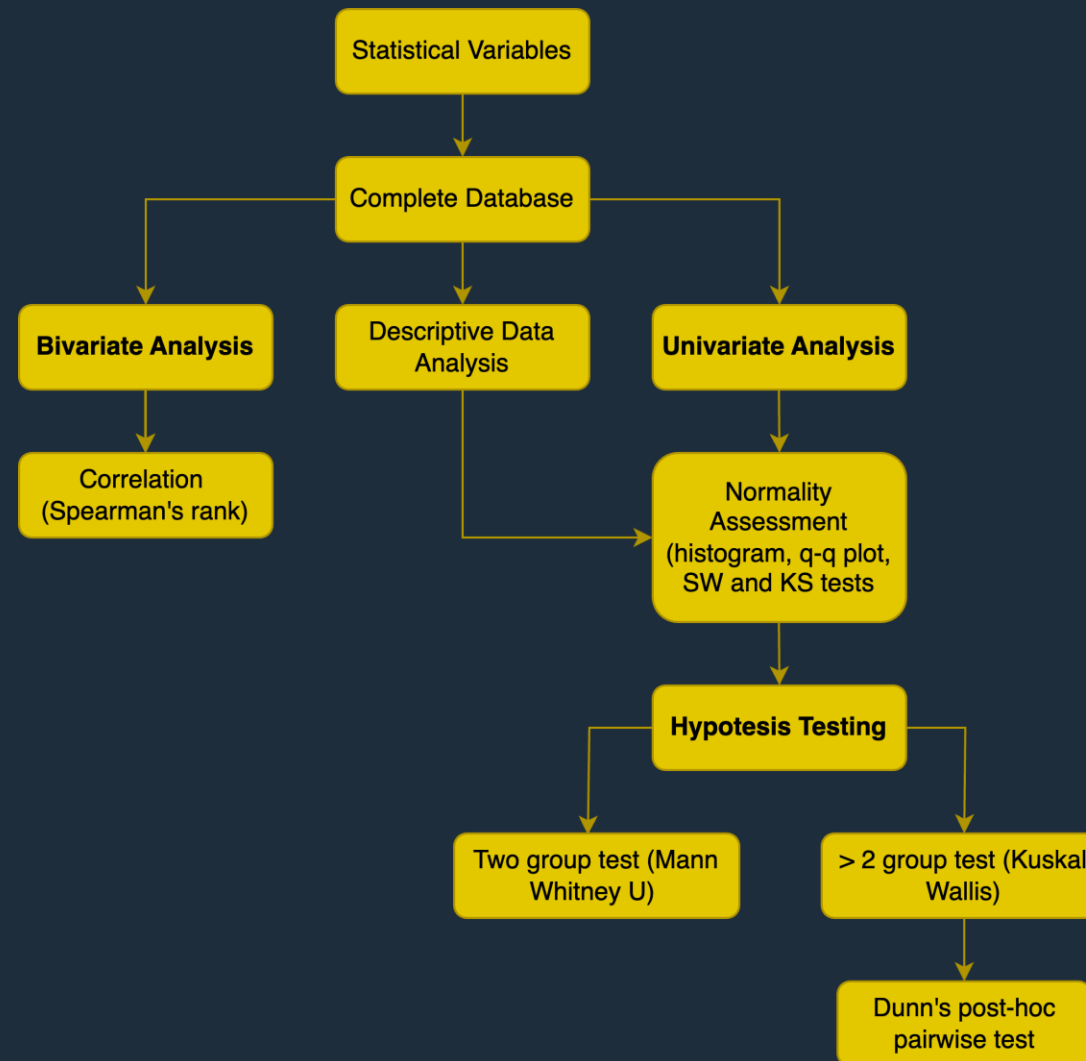 Statistical Variables
Complete Database
Bivariate Analysis
Descriptive Data
Analysis
Univariate Analysis
Correlation
(Spearman's rank)
Normality
Assessment
(histogram, q-q plot,
SW and KS tests
Hypotesis Testing
Two group test (Mann
Whitney U)
> 2 group test (Kuskal
Wallis)
Dunn's post-hoc
pairwise test